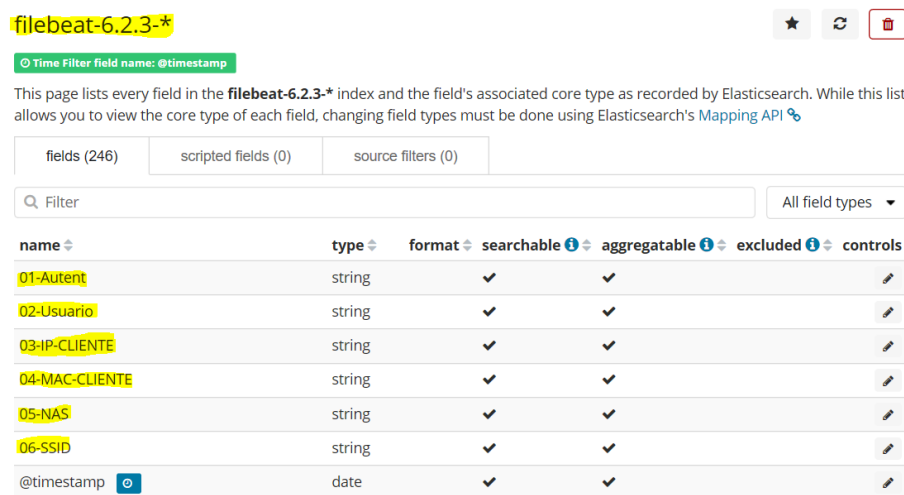 filebeat-6.2.3-*
Time Filter field name: @timestamp
This page lists every field in the filebeat-6.2.3-* index and the field's associated core type as recorded by Elasticsearch. While this list
allows you to view the core type of each field, changing field types must be done using Elasticsearch's Mapping API
fields (246) scripted fields (0) source filters (0)
Filter All field types
name type format searchable aggregatable excluded controls
01-Autent string
02-Usuario string
03-IP-CLIENTE string
04-MAC-CLIENTE string
05-NAS string
06-SSID string
@timestamp date